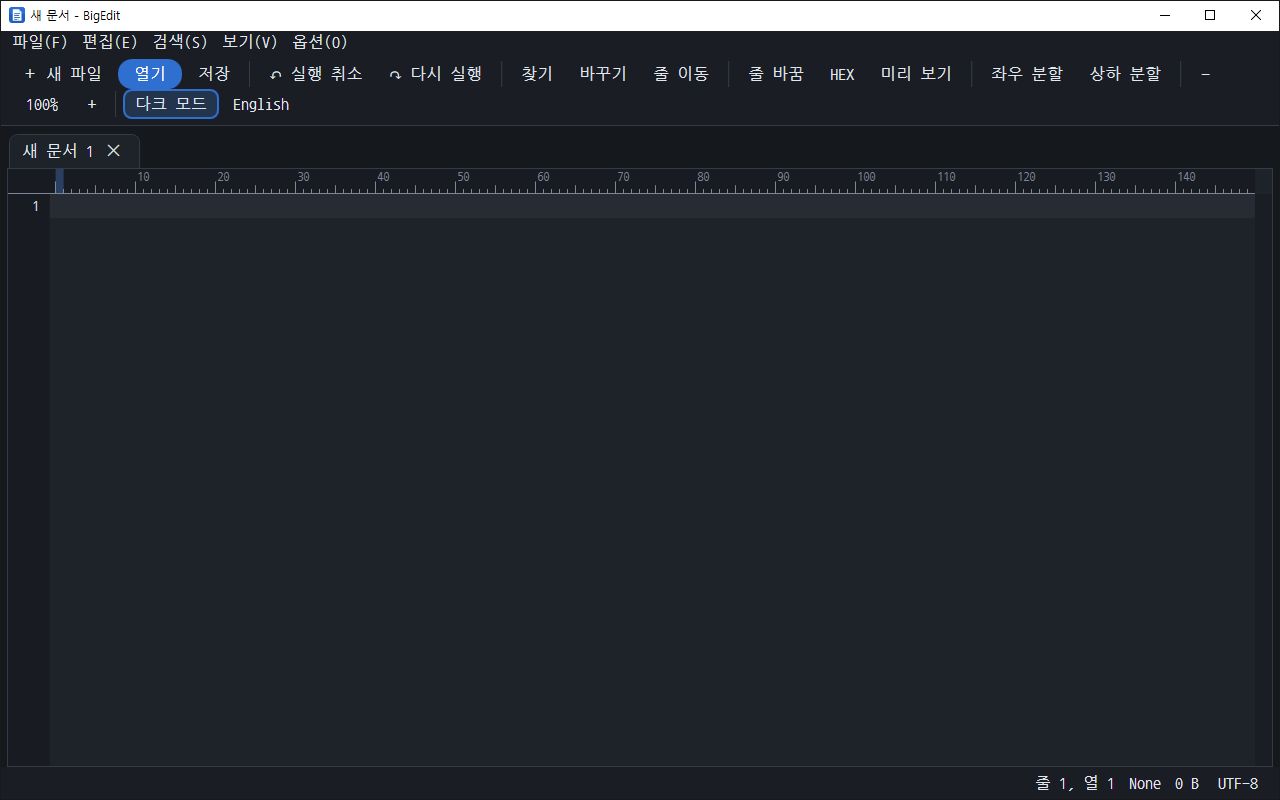 새 문서 - BigEdit
파일(F) 편집(E) 검색(S) 보기(V) 옵션(O)
+ 새 파일 열기 저장 ↶ 실행 취소 ↷ 다시 실행 찾기 바꾸기 줄 이동 줄 바꿈 HEX 미리 보기 좌우 분할 상하 분할 −
100% + 다크 모드 English
새 문서 1
10 20 30 40 50 60 70 80 90 100 110 120 130 140
1
줄 1, 열 1 None 0 B UTF-8